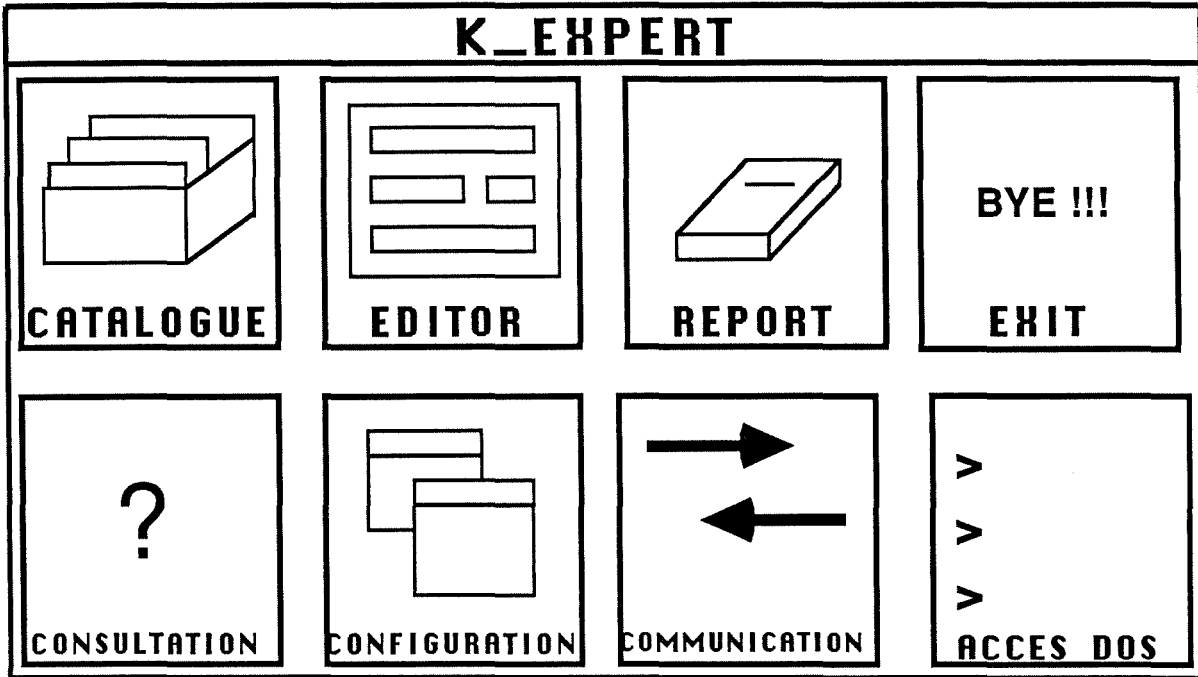 K_EXPERT
CATALOGUE
EDITOR
REPORT
BYE !!!
EXIT
?
CONSULTATION
CONFIGURATION
COMMUNICATION
>
>
>
ACCES DOS